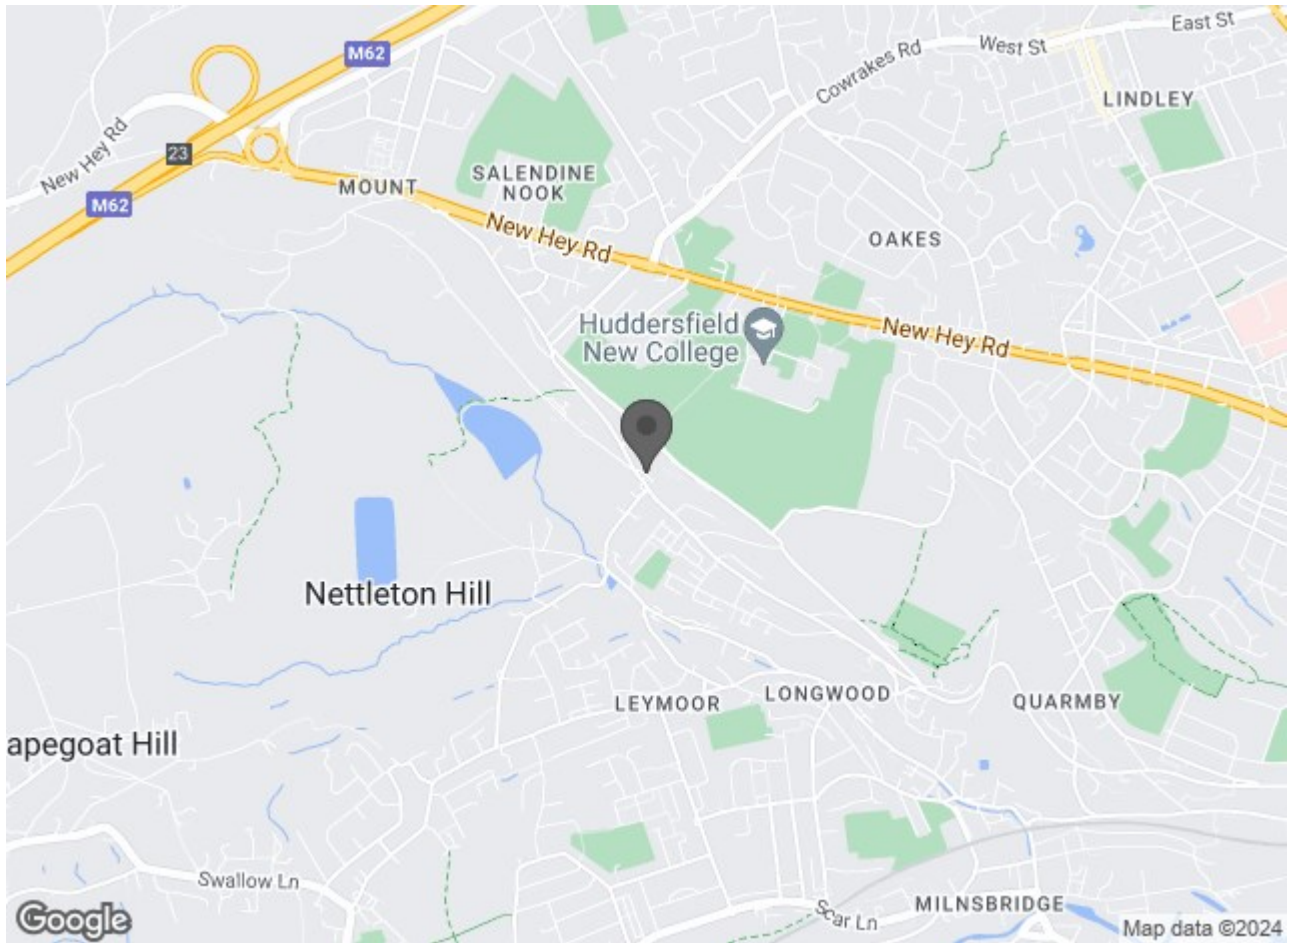 East St
West St
M62
Cowrakes Rd
LINDLEY
New Hey Rd
23
SALENDINE
NOOK
MOUNT
M62
New Hey Rd
OAKES
Huddersfield
New College
New Hey Rd
Nettleton Hill
LEYMOOR
LONGWOOD
QUARMBY
apegoat Hill
Swallow Ln
Scar Ln
MILNSBRIDGE
Google
Map data ©2024